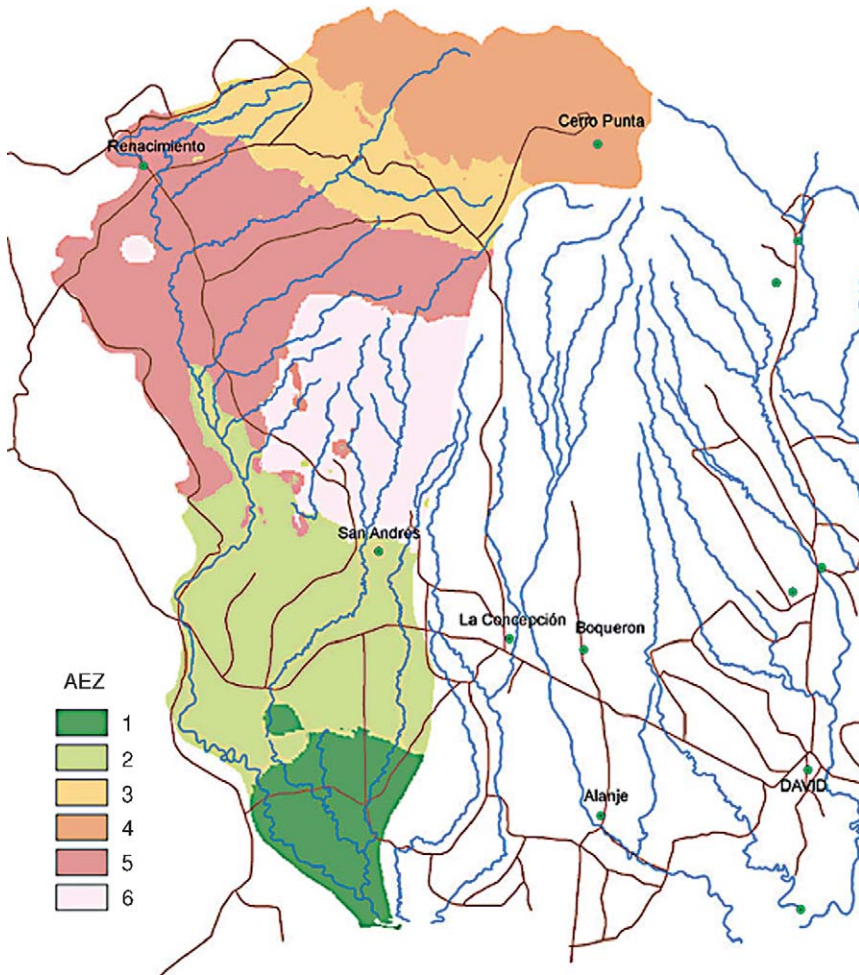 Cerro Punta
Renacimiento
San Andrés
La Concepción
Boqueron
AEZ
1
2
3
4
5
6
DAVID
Alanje